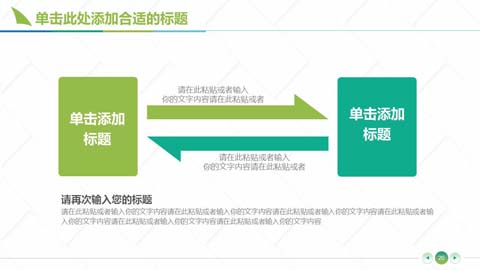 单击此处添加合适的标题
请在此粘贴或者输入
你的文字内容请在此粘贴或者
单击添加
标题
单击添加
标题
请在此粘贴或者输入
你的文字内容请在此粘贴或者
请再次输入您的标题
请在此粘贴或者输入你的文字内容请在此粘贴或者输入你的文字内容请在此粘贴或者输入你的文字内容请在此粘贴或者输
入你的文字内容请在此粘贴或者输入你的文字内容请在此粘贴或者输入你的文字内容
20